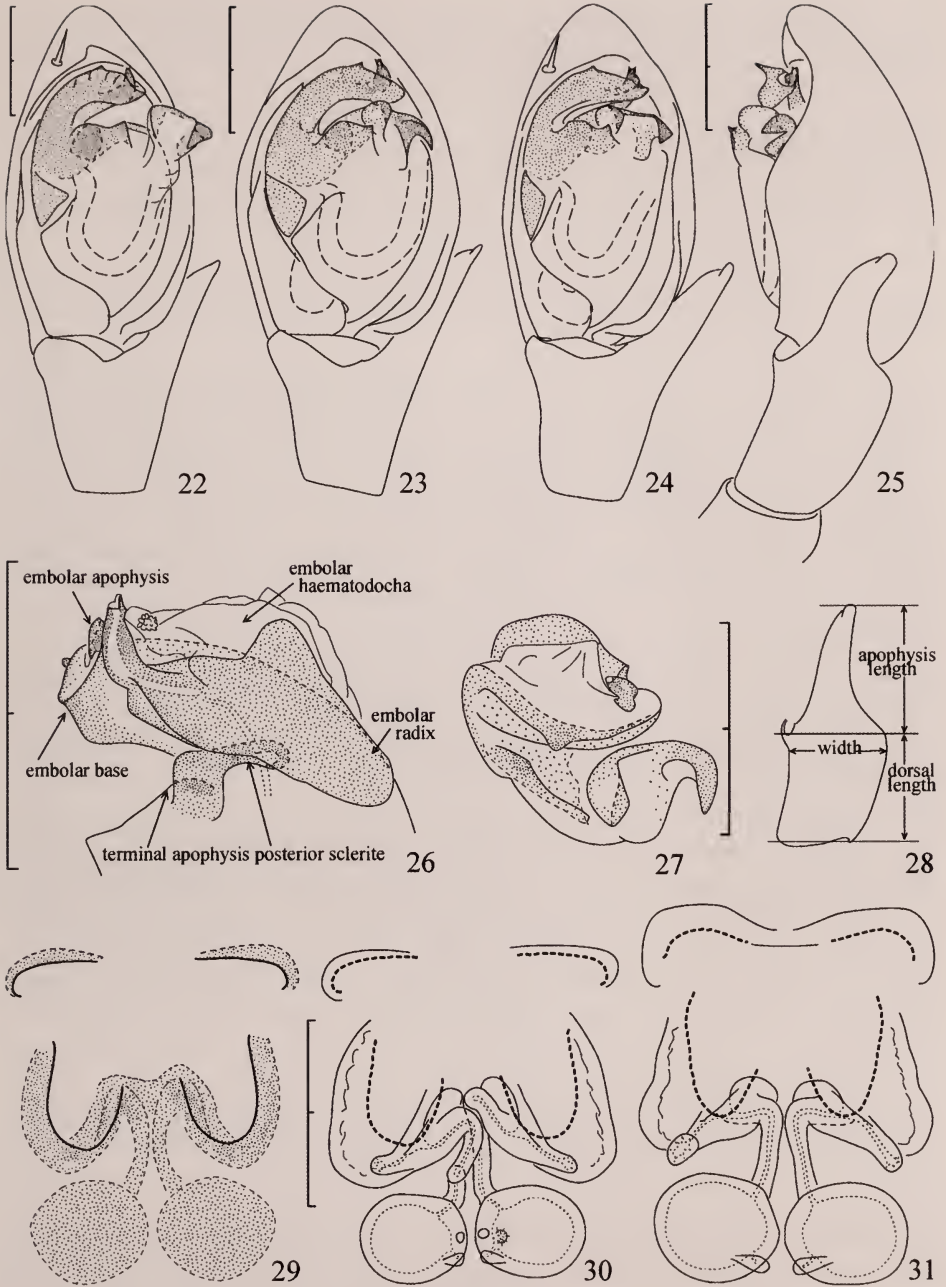 22
23
24
25
embolar apophysis
embolar
haematodocha
embolar
radix
embolar base
terminal apophysis posterior sclerite
26
27
apophysis
length
width
dorsal
length
28
29
30
31